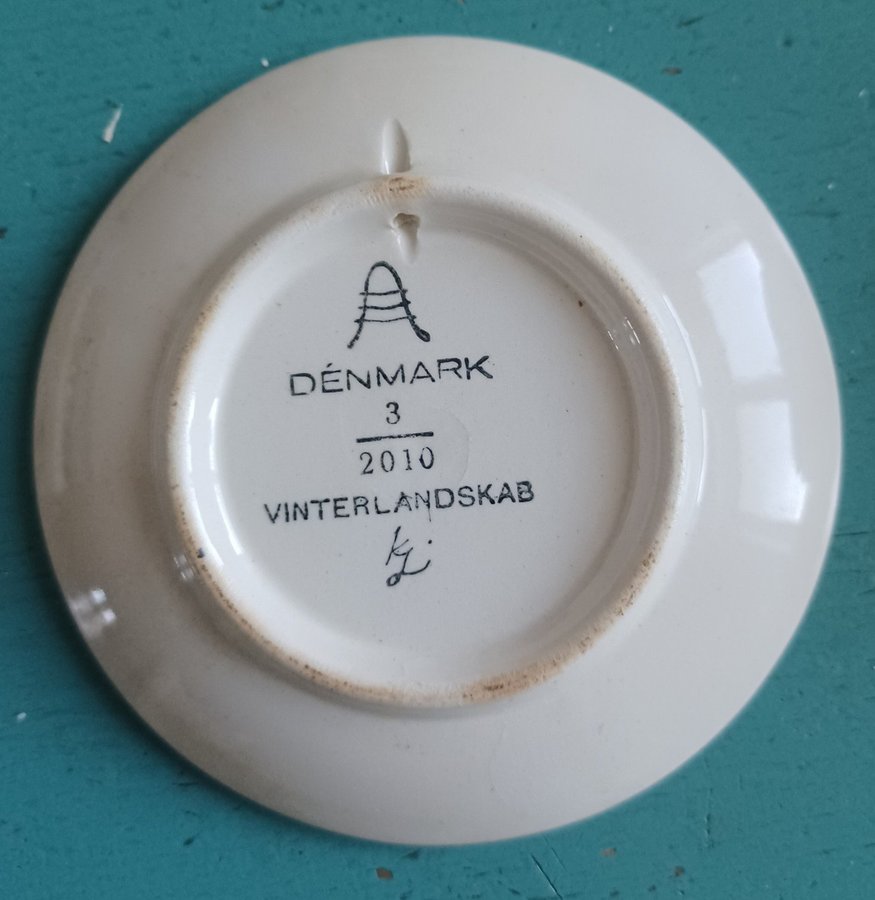 A
DÉNMARK
3
2010
VINTERLANDSKAB